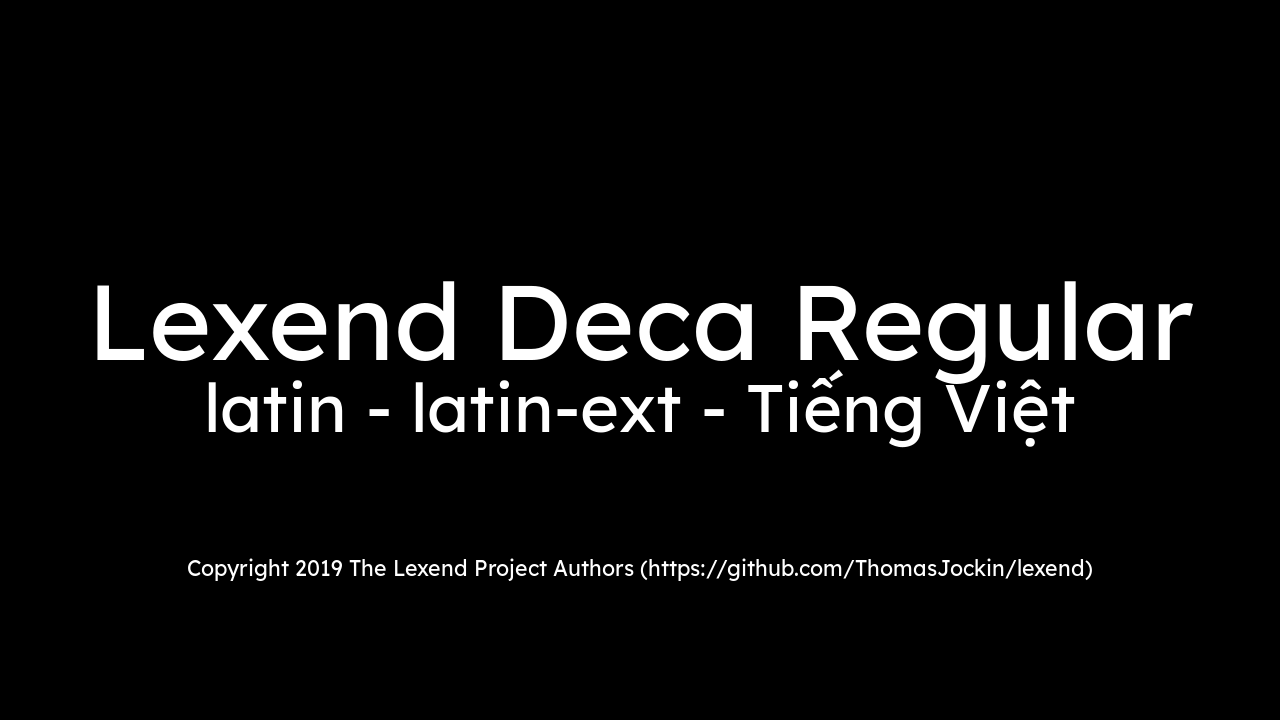 Lexend Deca Regular
latin - latin-ext - Tiếng Việt
Copyright 2019 The Lexend Project Authors (https://github.com/ThomasJockin/lexend)